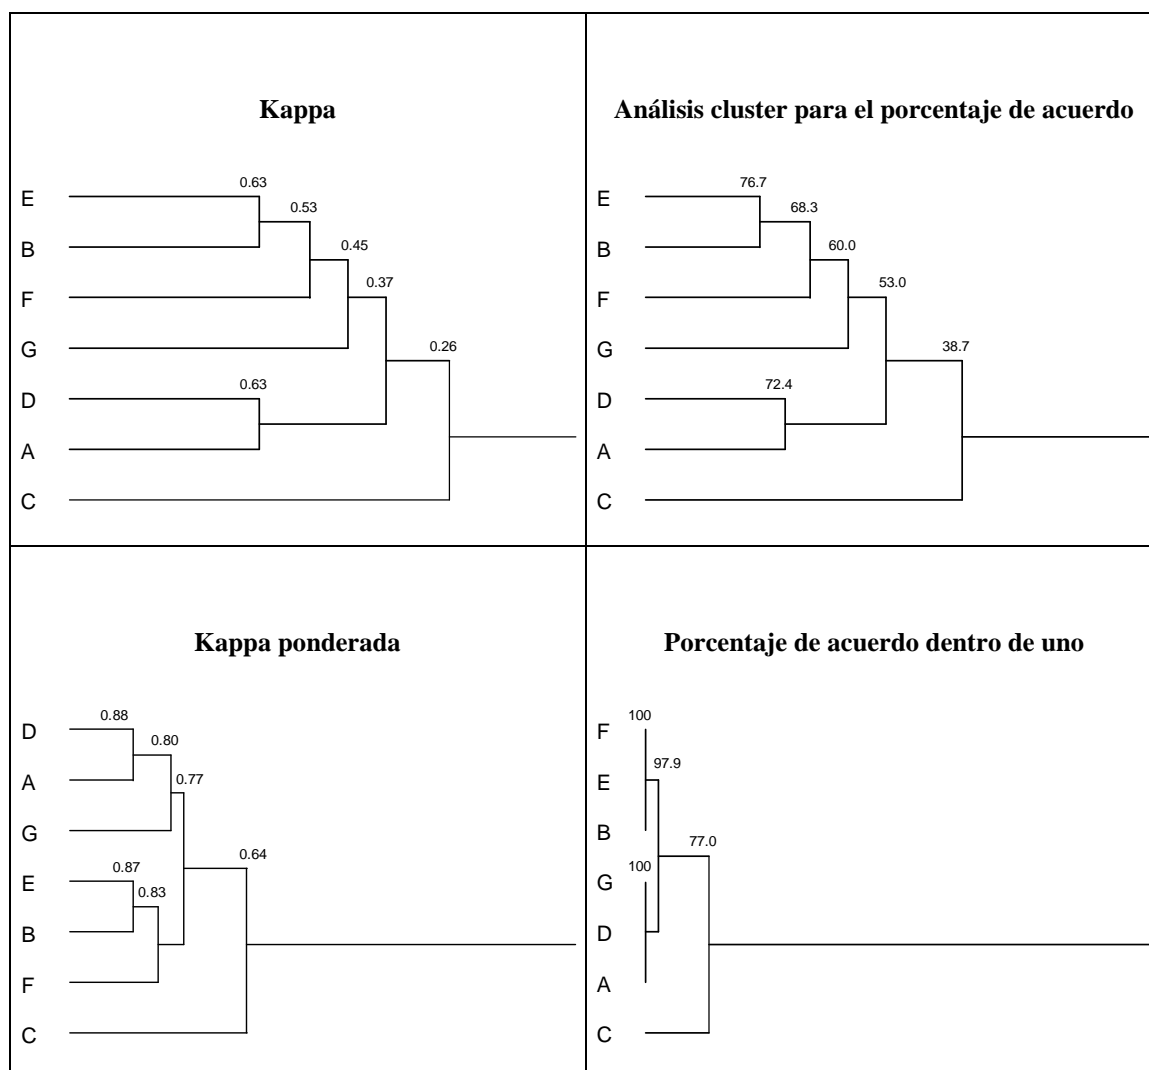 Kappa
0.63
E
0.53
B
0.45
F
0.37
G
0.26
0.63
D
A
C
Análisis cluster para el porcentaje de acuerdo
76.7
E
68.3
B
60.0
F
53.0
G
38.7
72.4
D
A
C
Kappa ponderada
0.88
D
0.80
A
0.77
G
0.64
0.87
E
0.83
B
F
C
Porcentaje de acuerdo dentro de uno
100
F
97.9
E
B
77.0
100
G
D
A
C